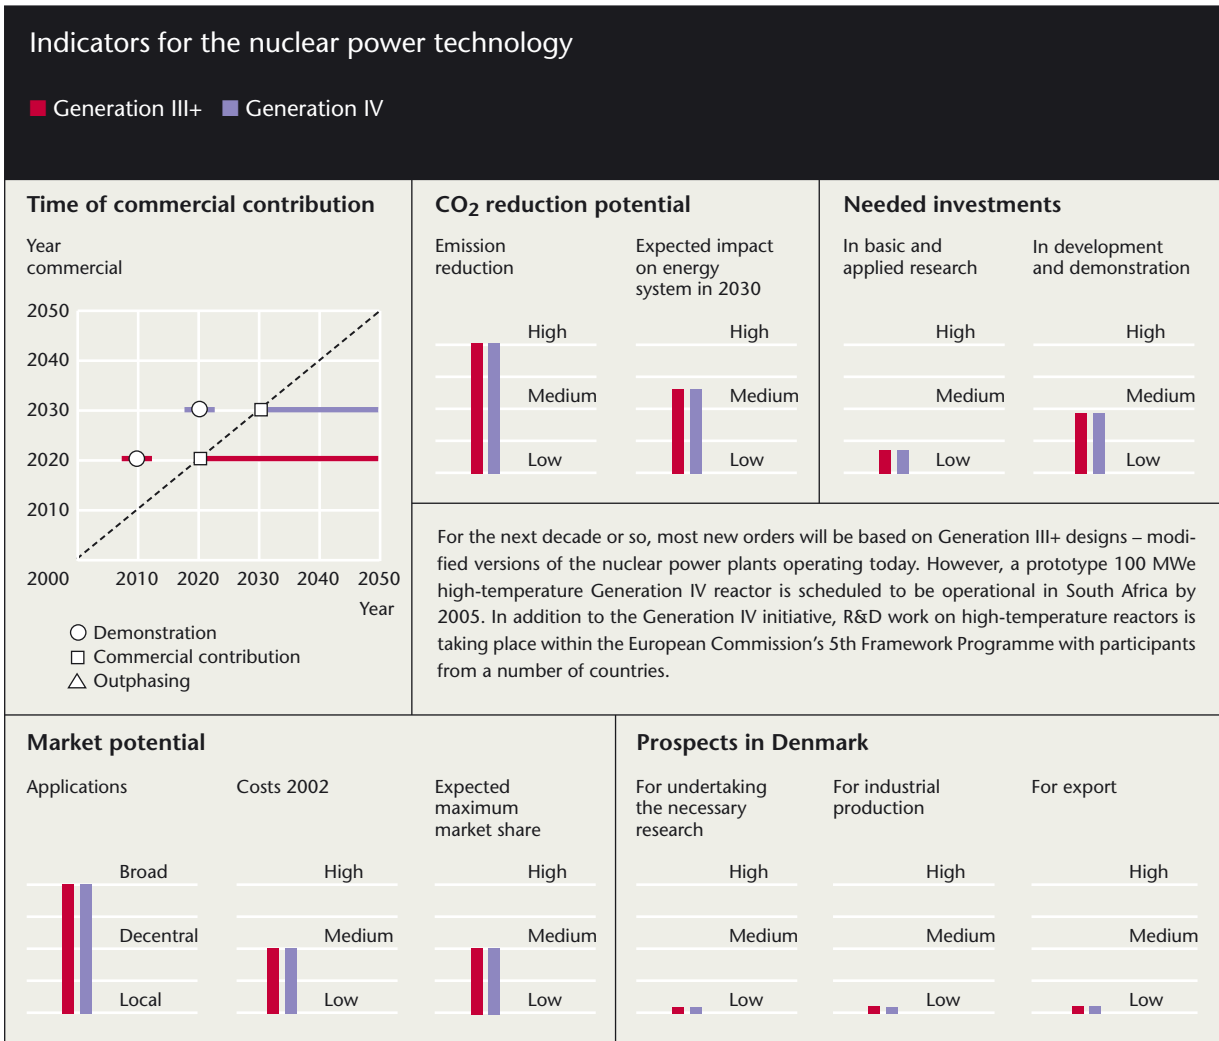 Indicators for the nuclear power technology
Generation III+ Generation IV
Time of commercial contribution
Year
commercial
2050
2040
2030
2020
2010
2000 2010 2020 2030 2040 2050
Year
Demonstration
Commercial contribution
Outphasing
CO2 reduction potential
Emission
reduction
High
Medium
Low
Expected impact
on energy
system in 2030
High
Medium
Low
Needed investments
In basic and
applied research
High
Medium
Low
In development
and demonstration
High
Medium
Low
For the next decade or so, most new orders will be based on Generation III+ designs – modi-
fied versions of the nuclear power plants operating today. However, a prototype 100 MWe
high-temperature Generation IV reactor is scheduled to be operational in South Africa by
2005. In addition to the Generation IV initiative, R&D work on high-temperature reactors is
taking place within the European Commission's 5th Framework Programme with participants
from a number of countries.
Market potential
Applications
Broad
Decentral
Local
Costs 2002
High
Medium
Low
Expected
maximum
market share
High
Medium
Low
Prospects in Denmark
For undertaking
the necessary
research
High
Medium
Low
For industrial
production
High
Medium
Low
For export
High
Medium
Low